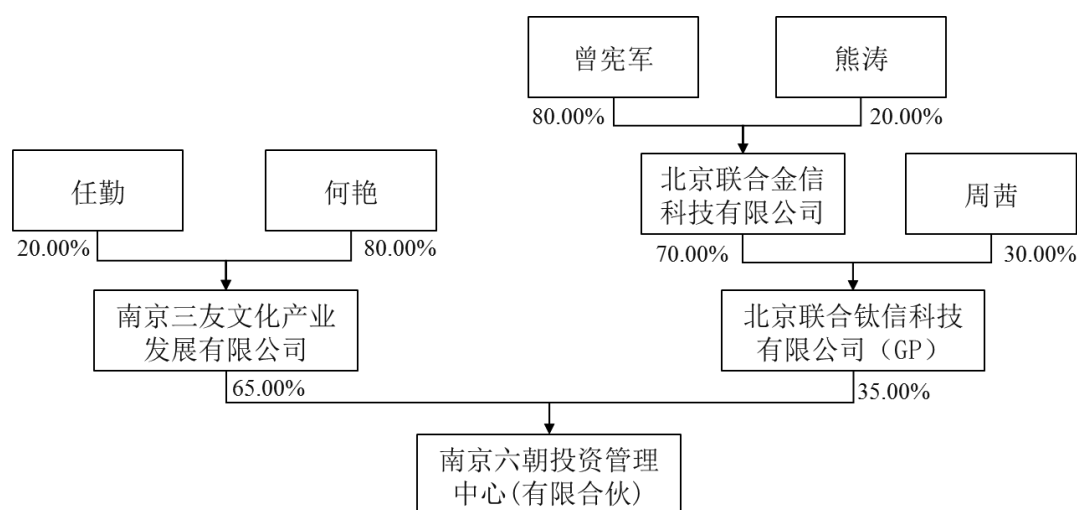 曾宪军
熊涛
80.00%
20.00%
任勤
何艳
北京联合金信
科技有限公司
周茜
20.00%
80.00%
70.00%
30.00%
南京三友文化产业
发展有限公司
北京联合钛信科技
有限公司（GP）
65.00%
35.00%
南京六朝投资管理
中心(有限合伙)